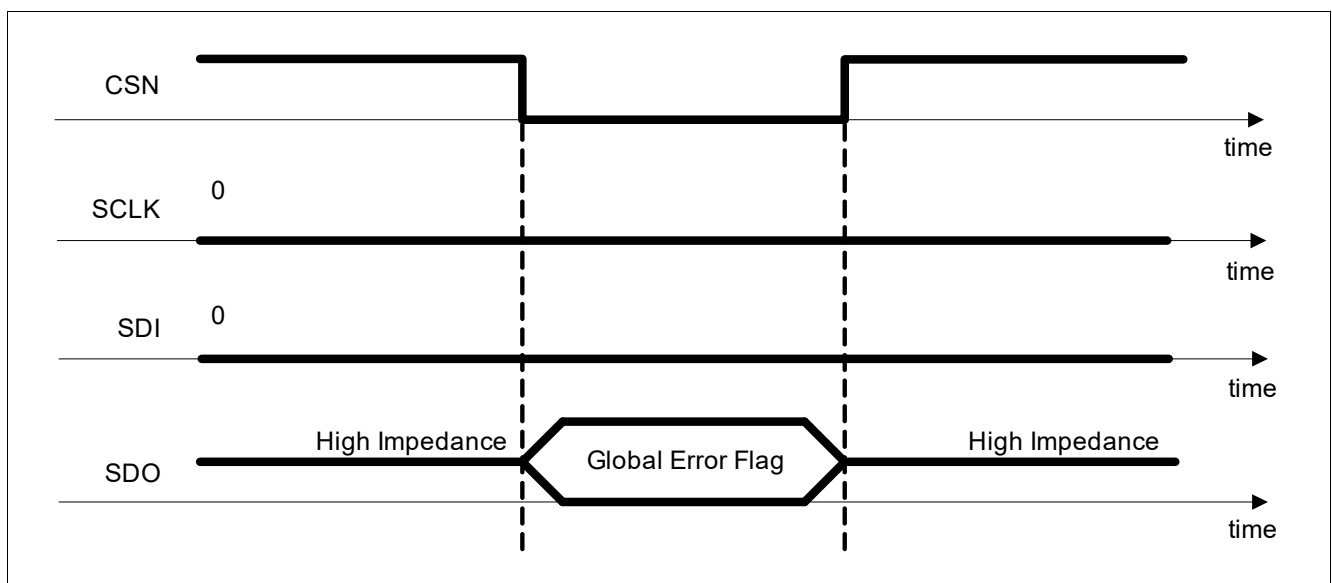 CSN
time
0
SCLK
time
0
SDI
time
High Impedance
Global Error Flag
High Impedance
SDO
time